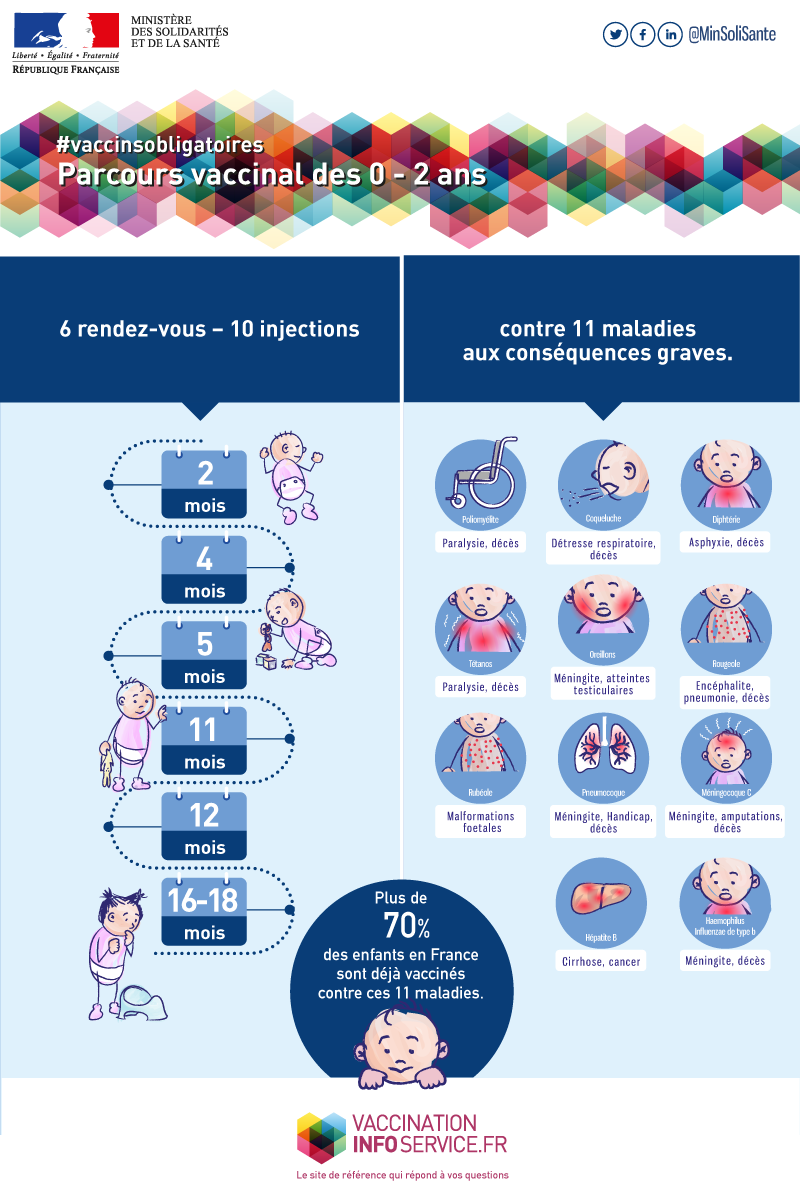 MINISTÈRE
DES SOLIDARITÉS
ET DE LA SANTÉ
Liberté • Égalité • Fraternité
RÉPUBLIQUE FRANÇAISE
@MinSoliSante
#vaccinsobligatoires
Parcours vaccinal des 0 - 2 ans
6 rendez-vous – 10 injections
2
mois
4
mois
5
mois
11
mois
12
mois
16-18
mois
contre 11 maladies
aux conséquences graves.
Poliomyélite
Paralysie, décès
Coqueluche
Détresse respiratoire,
décès
Diphtérie
Asphyxie, décès
Tétanos
Paralysie, décès
Oreillons
Méningite, atteintes
testiculaires
Rougeole
Encéphalite,
pneumonie, décès
Rubéole
Malformations
foetales
Pneumocoque
Méningite, Handicap,
décès
Méningocoque C
Méningite, amputations,
décès
Hépatite B
Cirrhose, cancer
Haemophilus
Influenzae de type b
Méningite, décès
Plus de
70%
des enfants en France
sont déjà vaccinés
contre ces 11 maladies.
VACCINATION
INFO SERVICE.FR
Le site de référence qui répond à vos questions